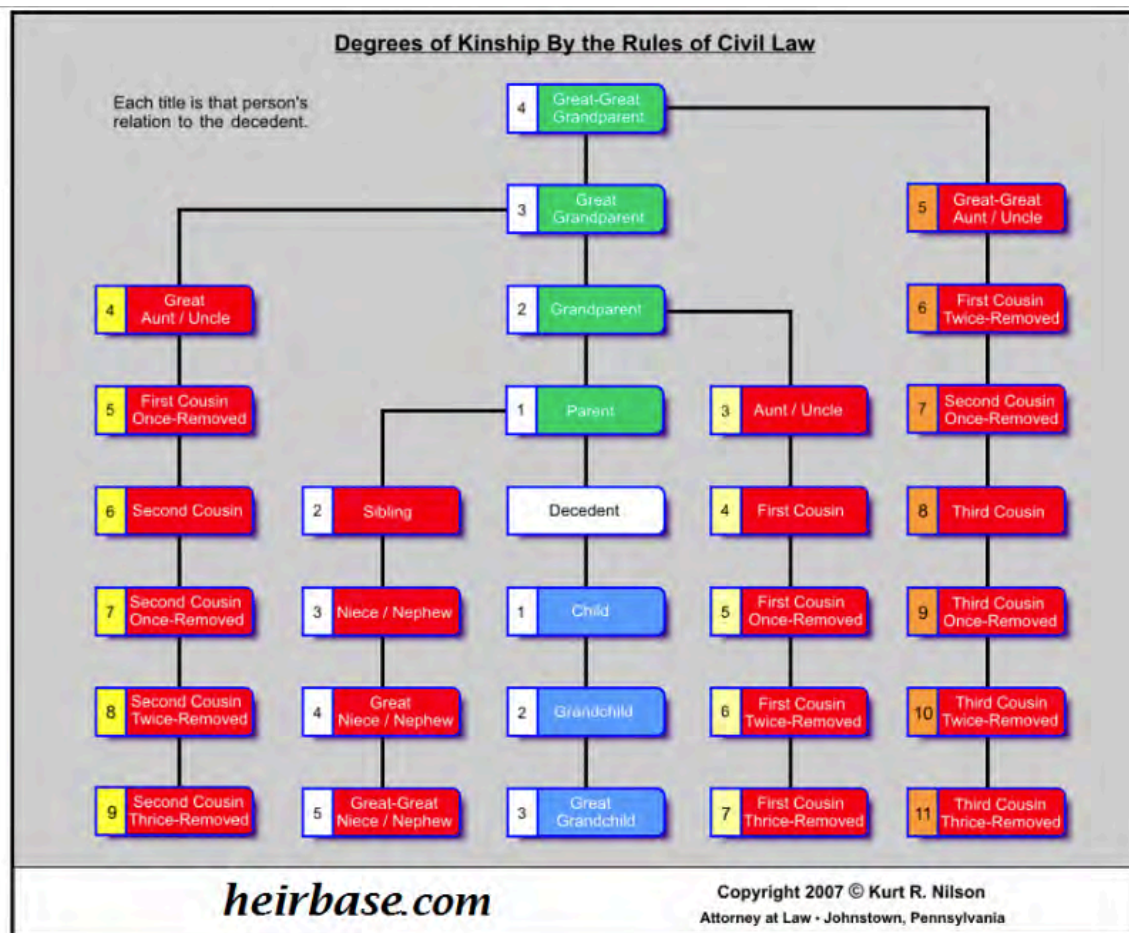 Degrees of Kinship By the Rules of Civil Law
Each title is that person's
relation to the decedent.
4 Great-Great
Grandparent
3 Great
Grandparent
5 Great-Great
Aunt / Uncle
4 Great
Aunt / Uncle
2 Grandparent
6 First Cousin
Twice-Removed
5 First Cousin
Once-Removed
1 Parent
3 Aunt / Uncle
7 Second Cousin
Once-Removed
6 Second Cousin
2 Sibling
Decedent
4 First Cousin
8 Third Cousin
7 Second Cousin
Once-Removed
3 Niece / Nephew
1 Child
5 First Cousin
Once-Removed
9 Third Cousin
Once-Removed
8 Second Cousin
Twice-Removed
4 Great
Niece / Nephew
2 Grandchild
6 First Cousin
Twice-Removed
10 Third Cousin
Twice-Removed
9 Second Cousin
Thrice-Removed
5 Great-Great
Niece / Nephew
3 Great
Grandchild
7 First Cousin
Thrice-Removed
11 Third Cousin
Thrice-Removed
heirbase.com
Copyright 2007 © Kurt R. Nilson
Attorney at Law - Johnstown, Pennsylvania